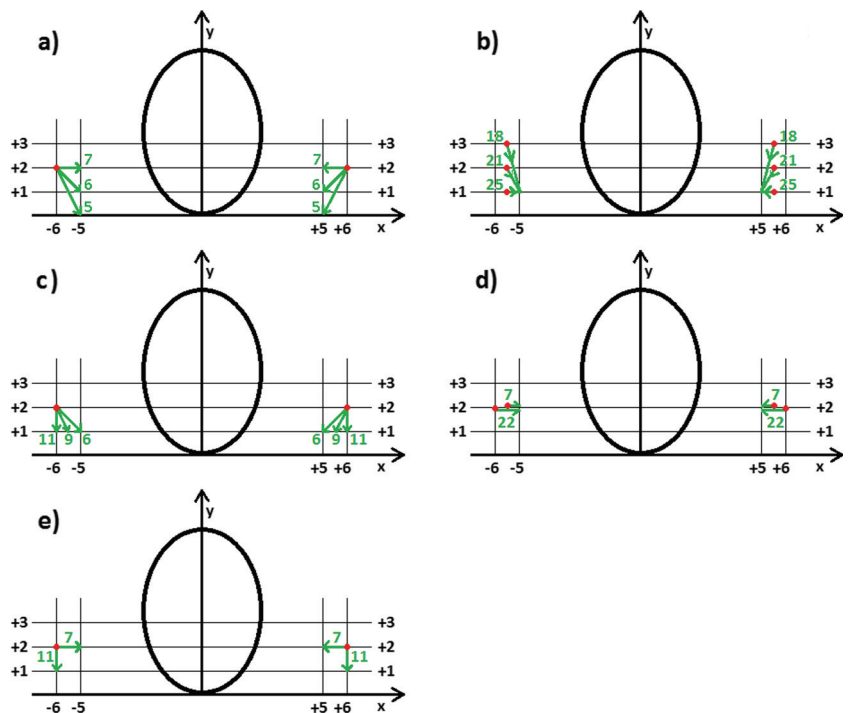 a)
y
+3 +3
+2 7 7 +2
+1 6 6 +1
5 5
-6 -5 +5 +6 x
b)
y
+3 18 18 +3
+2 21 21 +2
+1 25 25 +1
-6 -5 +5 +6 x
c)
y
+3 +3
+2 +2
+1 11 9 6 6 9 11 +1
-6 -5 +5 +6 x
d)
y
+3 +3
7 7
+2 +2
22 22
+1 +1
-6 -5 +5 +6 x
e)
y
+3 +3
+2 7 7 +2
11 11
+1 +1
-6 -5 +5 +6 x